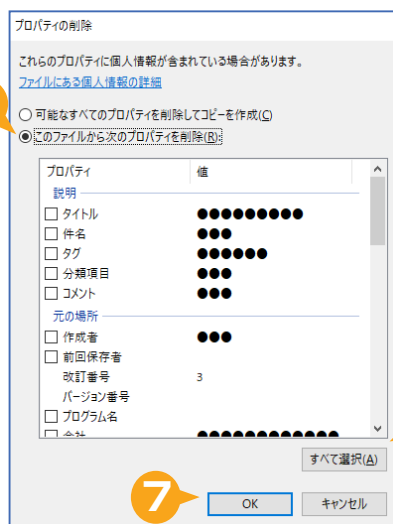 プロパティの削除
これらのプロパティに個人情報が含まれている場合があります。
ファイルにある個人情報の詳細
可能なすべてのプロパティを削除してコピーを作成(C)
このファイルから次のプロパティを削除(R):
プロパティ 値
説明
タイトル ●●●●●●●●●
件名 ●●●
タグ ●●●●●●
分類項目 ●●●
コメント ●●●
元の場所
作成者 ●●●
前回保存者
改訂番号 3
バージョン番号
プログラム名
会社 ●●●●●●●●●●●●
すべて選択(A)
7 OK キャンセル